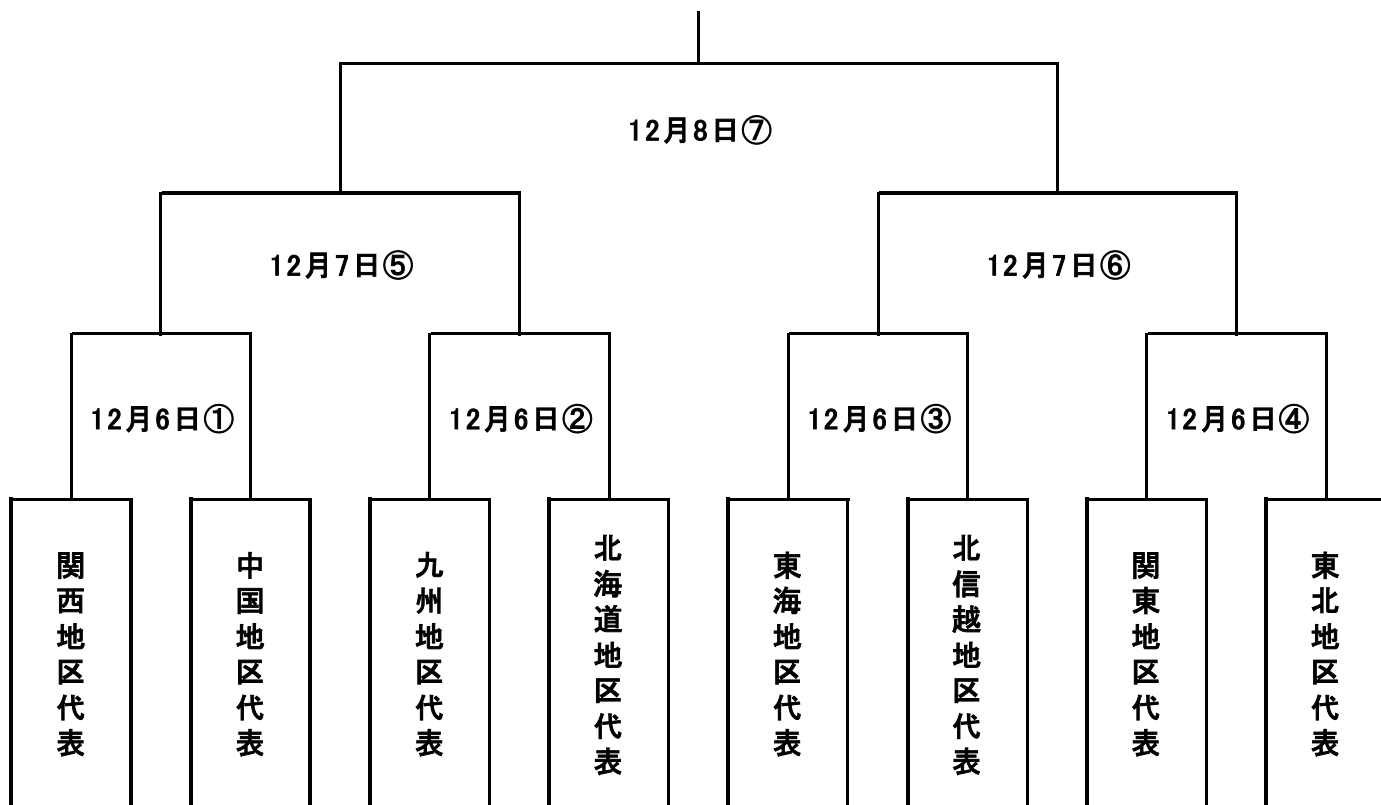 12月8日⑦
12月7日⑤
12月7日⑥
12月6日①
12月6日②
12月6日③
12月6日④
関西地区代表
中国地区代表
九州地区代表
北海道地区代表
東海地区代表
北信越地区代表
関東地区代表
東北地区代表